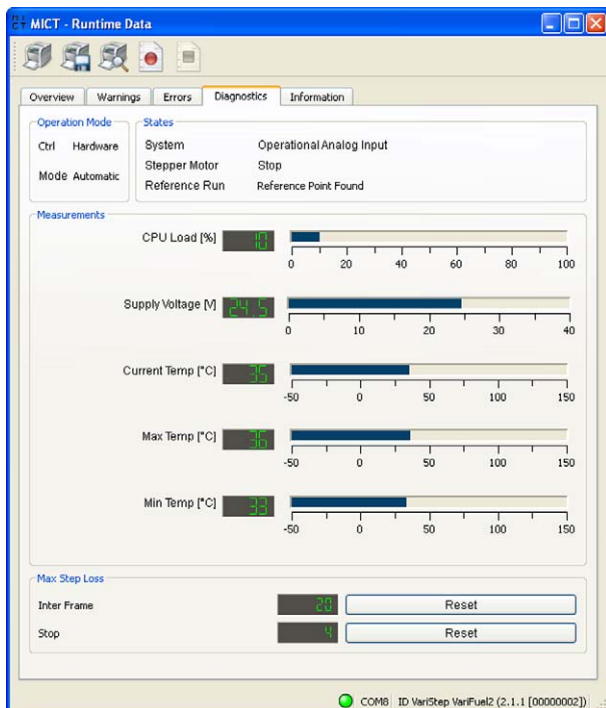 MICT - Runtime Data
Overview Warnings Errors Diagnostics Information
Operation Mode
Ctrl Hardware
Mode Automatic
States
System Operational Analog Input
Stepper Motor Stop
Reference Run Reference Point Found
Measurements
CPU Load [%] 10
0 20 40 60 80 100
Supply Voltage [V] 24.5
0 10 20 30 40
Current Temp [°C] 35
-50 0 50 100 150
Max Temp [°C] 36
-50 0 50 100 150
Min Temp [°C] 33
-50 0 50 100 150
Max Step Loss
Inter Frame 20 Reset
Stop 4 Reset
COM8 ID VariStep VariFuel2 (2.1.1 [00000002])